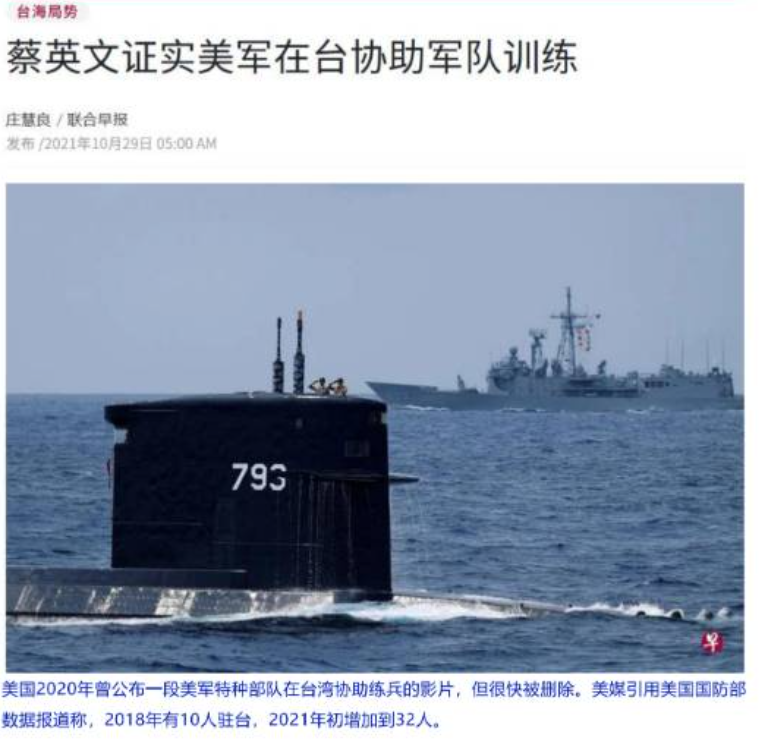 台海局势
蔡英文证实美军在台协助军队训练
庄慧良 / 联合早报
发布 /2021年10月29日 05:00 AM
793
早
美国2020年曾公布一段美军特种部队在台湾协助练兵的影片，但很快被删除。美媒引用美国国防部
数据报道称，2018年有10人驻台，2021年初增加到32人。